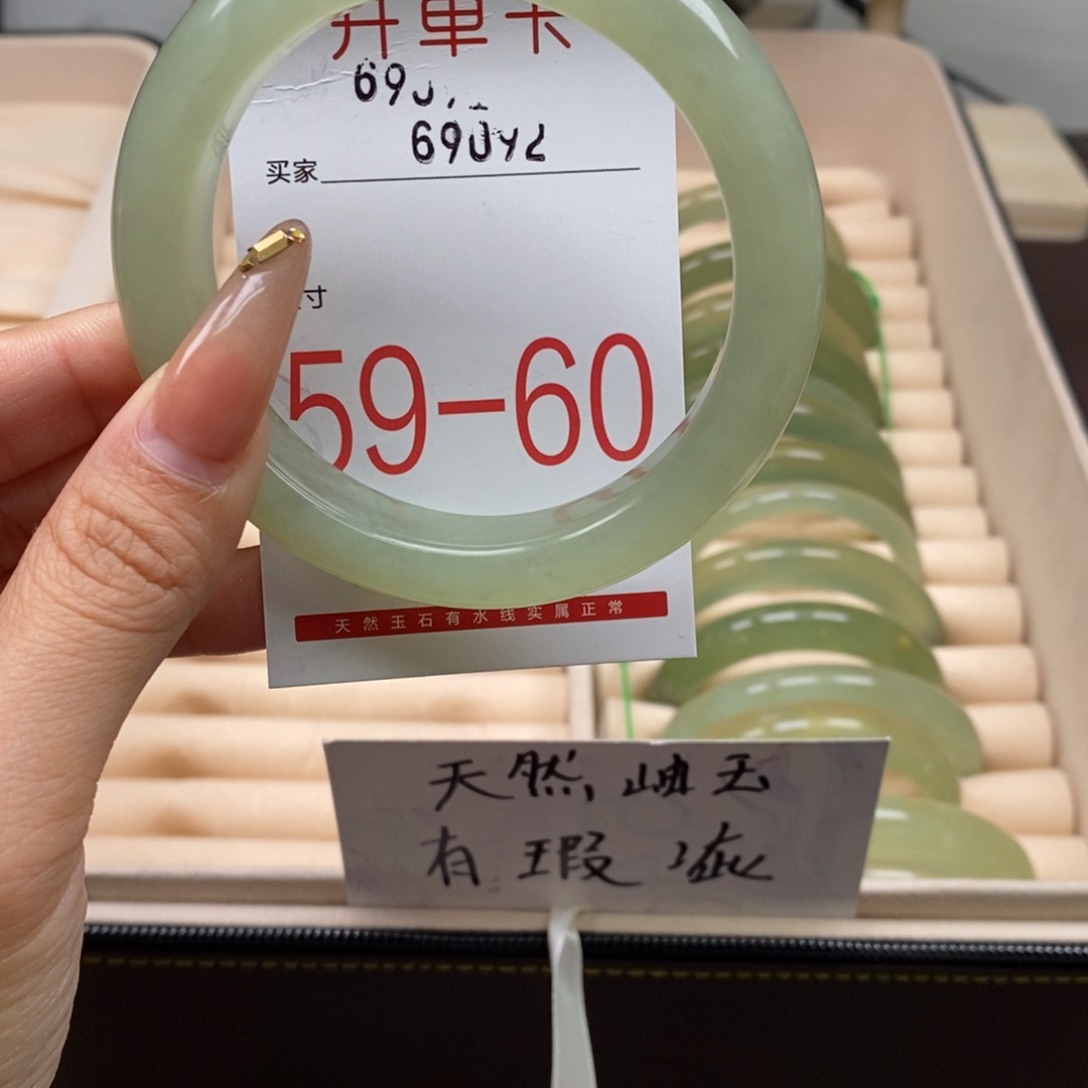 开单卡
买家
寸
59-60
天然玉石有水线实属正常
天然岫玉
有瑕疵